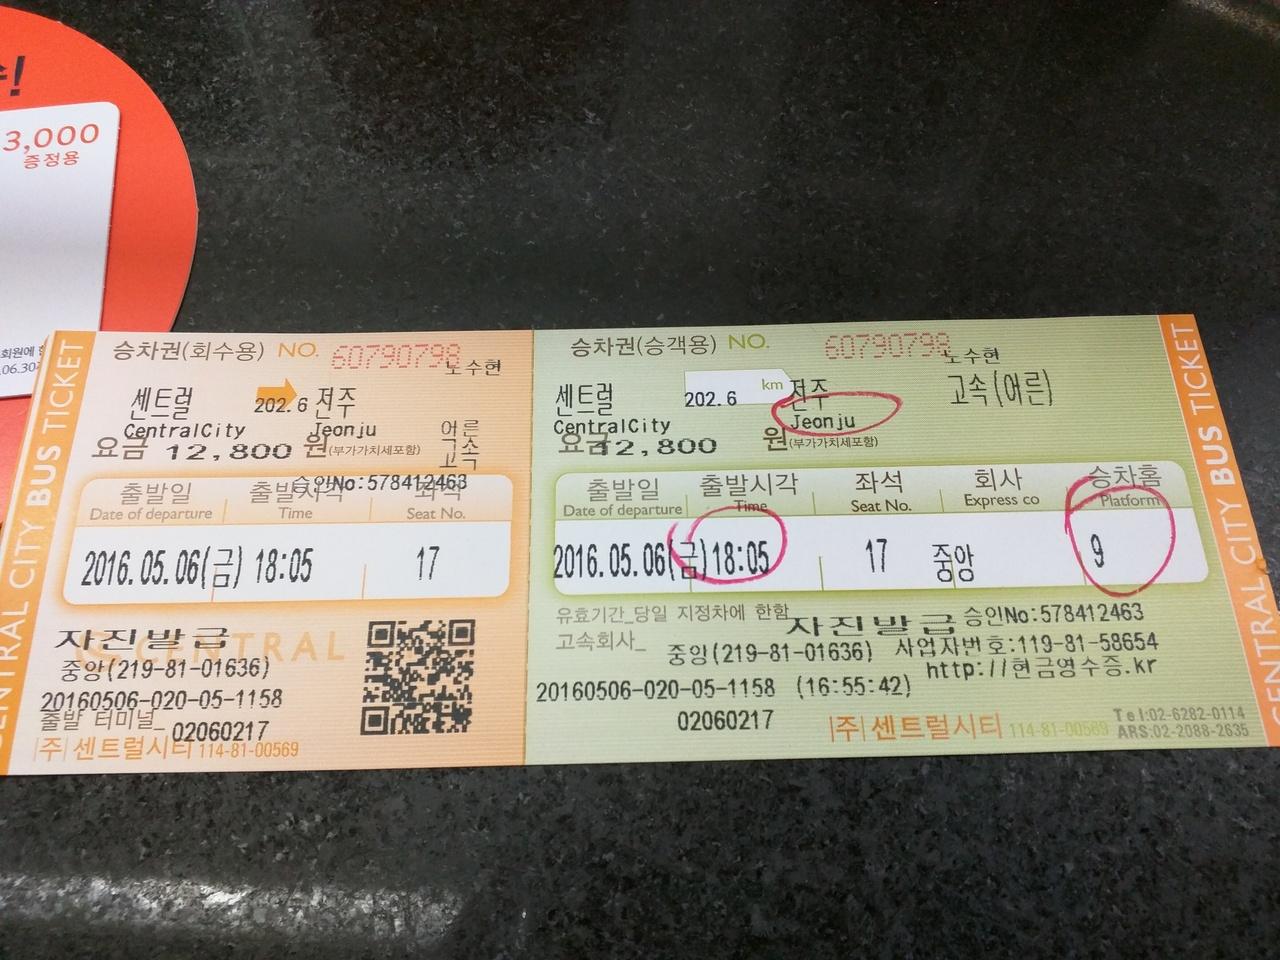 3,000
증정용
회원에
.06.30
CENTRAL CITY BUS TICKET
승차권(회수용) NO. 60790798
노수현
센트럴 202.6 전주
CentralCity Jeonju 어른
요금 12,800 원(부가가치세포함) 고속
고속
승인No:578412463
출발일 출발시각 좌석
Date of departure Time Seat No.
2016.05.06(금) 18:05 17
자진발급
CENTRAL
중앙(219-81-01636)
20160506-020-05-1158
출발 터미널_ 02060217
(주)센트럴시티 114-81-00569
승차권(승객용) NO. 60790798
노수현
센트럴 202.6 km 전주 고속(어른)
CentralCity Jeonju
요금 12,800 원(부가가치세포함)
출발일 출발시각 좌석 회사 승차홈
Date of departure Time Seat No. Express co Platform
2016.05.06(금) 18:05 17 중앙 9
유효기간_당일 지정차에 한함 자진발급 승인No:578412463
고속회사_ 중앙(219-81-01636) 사업자번호:119-81-58654
http://현금영수증.kr
20160506-020-05-1158 (16:55:42)
02060217
(주)센트럴시티 114-81-00569 Tel:02-6282-0114
ARS:02-2088-2635
CENTRAL CITY BUS TICKET